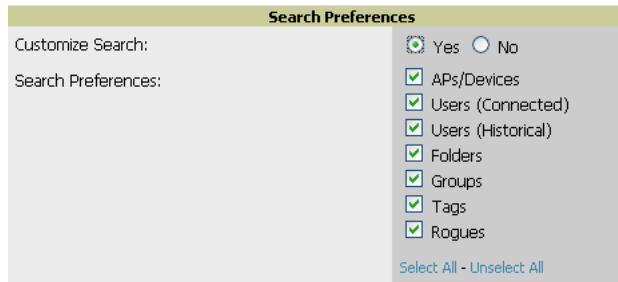 Search Preferences
Customize Search:
Yes No
Search Preferences:
APs/Devices
Users (Connected)
Users (Historical)
Folders
Groups
Tags
Rogues
Select All - Unselect All